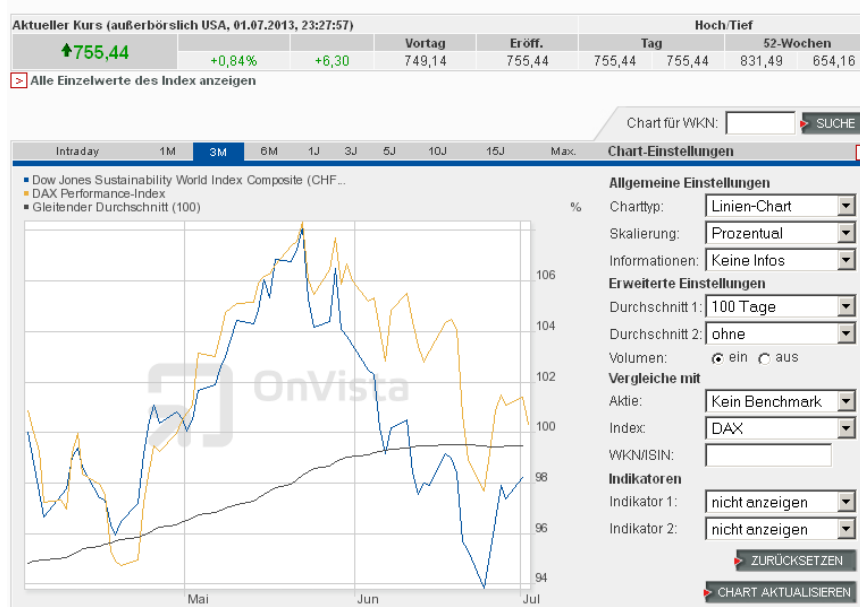 Aktueller Kurs (außerbörslich USA, 01.07.2013, 23:27:57) Hoch/Tief
Vortag Eröff. Tag 52-Wochen
755,44 +0,84% +6,30 749,14 755,44 755,44 755,44 831,49 654,16
> Alle Einzelwerte des Index anzeigen
Chart für WKN: SUCHE
Intraday 1M 3M 6M 1J 3J 5J 10J 15J Max. Chart-Einstellungen
Dow Jones Sustainability World Index Composite (CHF...
DAX Performance-Index
Gleitender Durchschnitt (100)
%
106
104
102
100
98
96
94
Mai Jun Jul
OnVista
Allgemeine Einstellungen
Charttyp: Linien-Chart
Skalierung: Prozentual
Informationen: Keine Infos
Erweiterte Einstellungen
Durchschnitt 1: 100 Tage
Durchschnitt 2: ohne
Volumen: ein aus
Vergleiche mit
Aktie: Kein Benchmark
Index: DAX
WKN/ISIN:
Indikatoren
Indikator 1: nicht anzeigen
Indikator 2: nicht anzeigen
ZURÜCKSETZEN
CHART AKTUALISIEREN